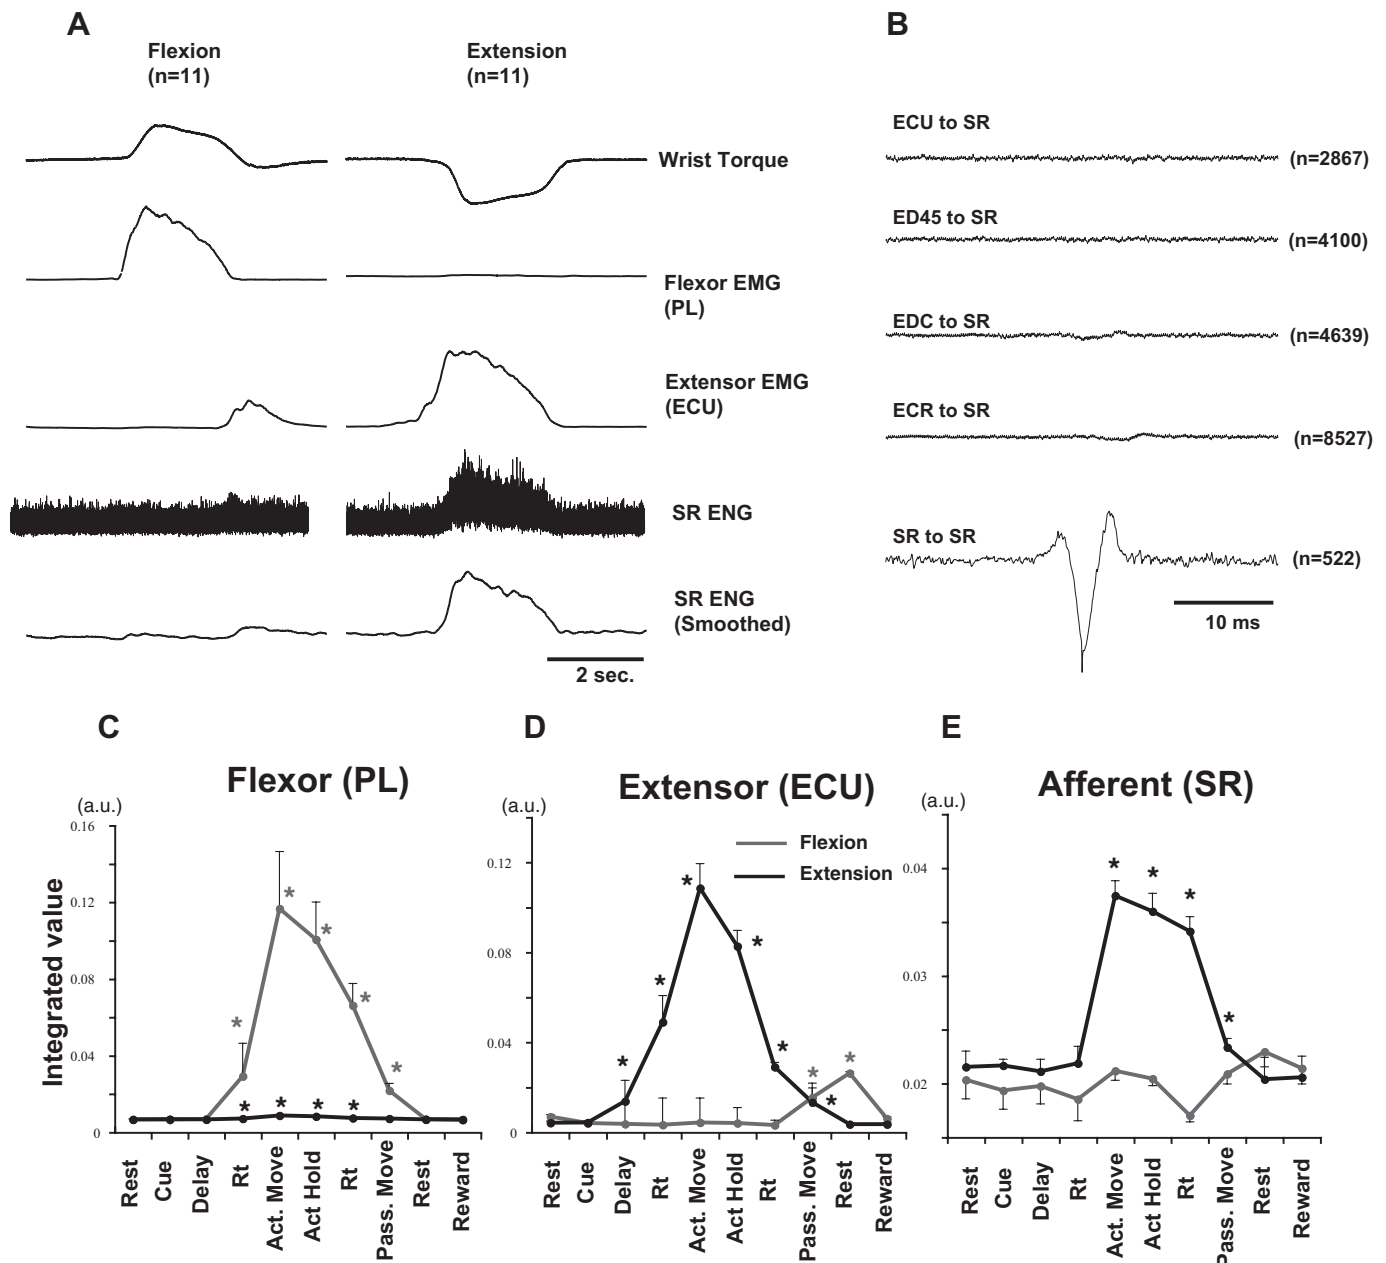 A
Flexion
(n=11)
Extension
(n=11)
Wrist Torque
Flexor EMG
(PL)
Extensor EMG
(ECU)
SR ENG
SR ENG
(Smoothed)
2 sec.
B
ECU to SR
(n=2867)
ED45 to SR
(n=4100)
EDC to SR
(n=4639)
ECR to SR
(n=8527)
SR to SR
(n=522)
10 ms
C
Flexor (PL)
(a.u.)
Integrated value
0.16
0.12
0.08
0.04
0
* * * * *
* * * *
Rest
Cue
Delay
Rt
Act. Move
Act Hold
Rt
Pass. Move
Rest
Reward
D
Extensor (ECU)
(a.u.)
Flexion
Extension
0.12
0.08
0.04
0
* * * * * *
* *
Rest
Cue
Delay
Rt
Act. Move
Act Hold
Rt
Pass. Move
Rest
Reward
E
Afferent (SR)
(a.u.)
0.04
0.03
0.02
* * * *
Rest
Cue
Delay
Rt
Act. Move
Act Hold
Rt
Pass. Move
Rest
Reward